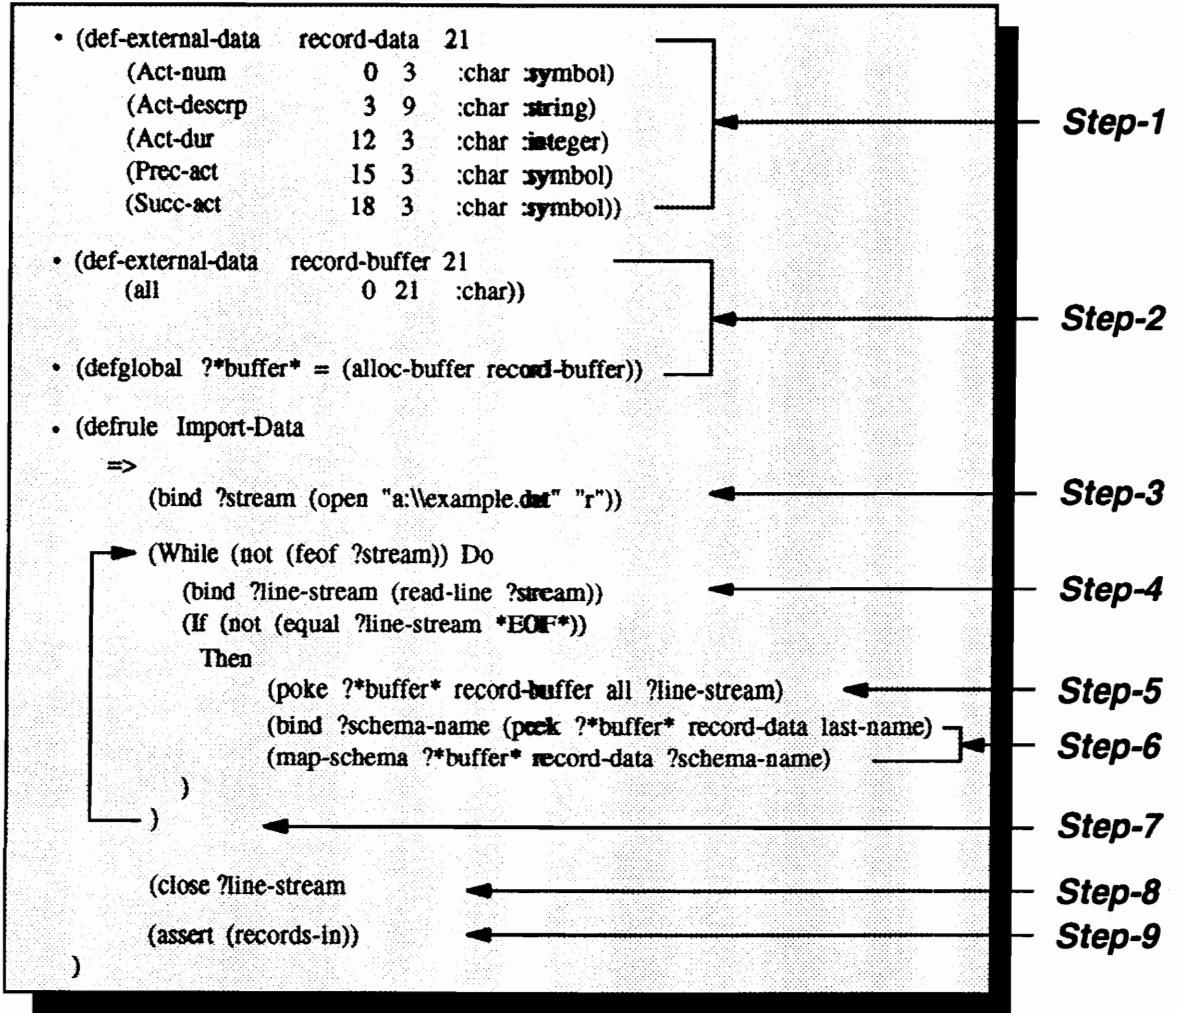 • (def-external-data record-data 21
(Act-num 0 3 :char :symbol)
(Act-descrp 3 9 :char :string)
(Act-dur 12 3 :char :integer)
(Prec-act 15 3 :char :symbol)
(Succ-act 18 3 :char :symbol))
Step-1
• (def-external-data record-buffer 21
(all 0 21 :char))
Step-2
• (defglobal ?*buffer* = (alloc-buffer record-buffer))
• (defrule Import-Data
=>
(bind ?stream (open "a:\\example.dat" "r")) Step-3
(While (not (feof ?stream)) Do
(bind ?line-stream (read-line ?stream)) Step-4
(If (not (equal ?line-stream *EOF*))
Then
(poke ?*buffer* record-buffer all ?line-stream) Step-5
(bind ?schema-name (peek ?*buffer* record-data last-name)
(map-schema ?*buffer* record-data ?schema-name) Step-6
)
) Step-7
(close ?line-stream Step-8
(assert (records-in)) Step-9
)